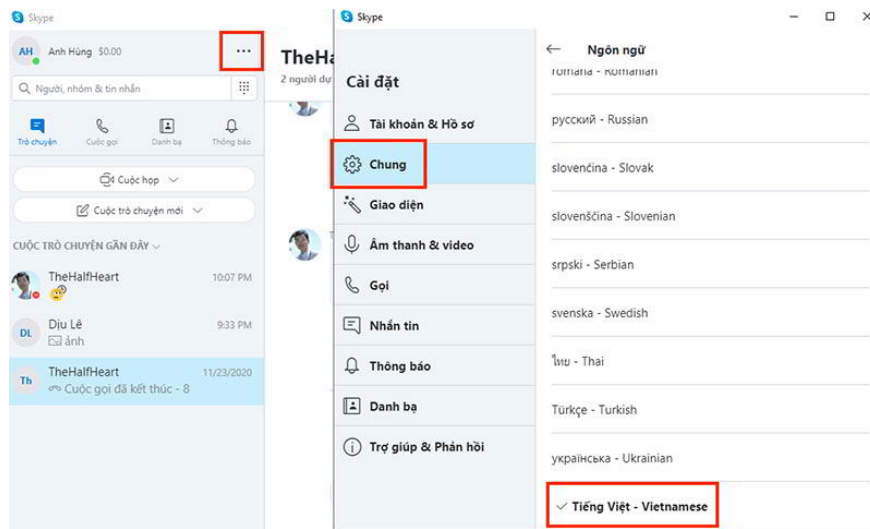 Skype
AH Anh Hùng $0.00
Người, nhóm & tin nhắn
Trò chuyện Cuộc gọi Danh bạ Thông báo
Cuộc họp
Cuộc trò chuyện mới
CUỘC TRÒ CHUYỆN GẦN ĐÂY
TheHalfHeart 10:07 PM
DL Dịu Lê 9:33 PM
ảnh
Th TheHalfHeart 11/23/2020
Cuộc gọi đã kết thúc - 8
2 người
Skype
Cài đặt
Tài khoản & Hồ sơ
Chung
Giao diện
Âm thanh & video
Gọi
Nhắn tin
Thông báo
Danh bạ
Trợ giúp & Phản hồi
Ngôn ngữ
română - Romanian
русский - Russian
slovenčina - Slovak
slovenščina - Slovenian
srpski - Serbian
svenska - Swedish
ไทย - Thai
Türkçe - Turkish
українська - Ukrainian
Tiếng Việt - Vietnamese